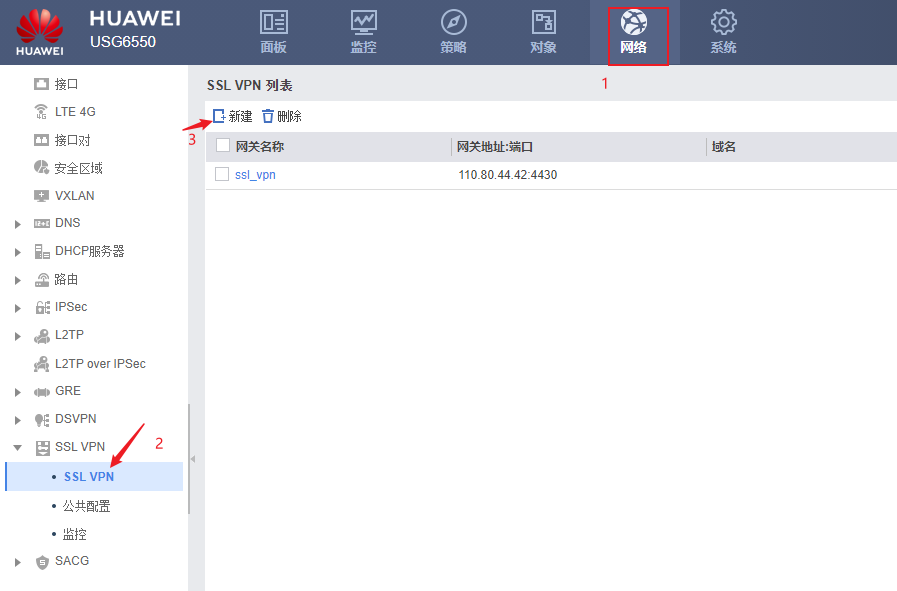 HUAWEI
HUAWEI
USG6550
面板
监控
策略
对象
网络
系统
1
接口
LTE 4G
接口对
安全区域
VXLAN
DNS
DHCP服务器
路由
IPSec
L2TP
L2TP over IPSec
GRE
DSVPN
SSL VPN
2
SSL VPN
公共配置
监控
SACG
SSL VPN 列表
3
新建 删除
网关名称 网关地址:端口 域名
ssl_vpn 110.80.44.42:4430